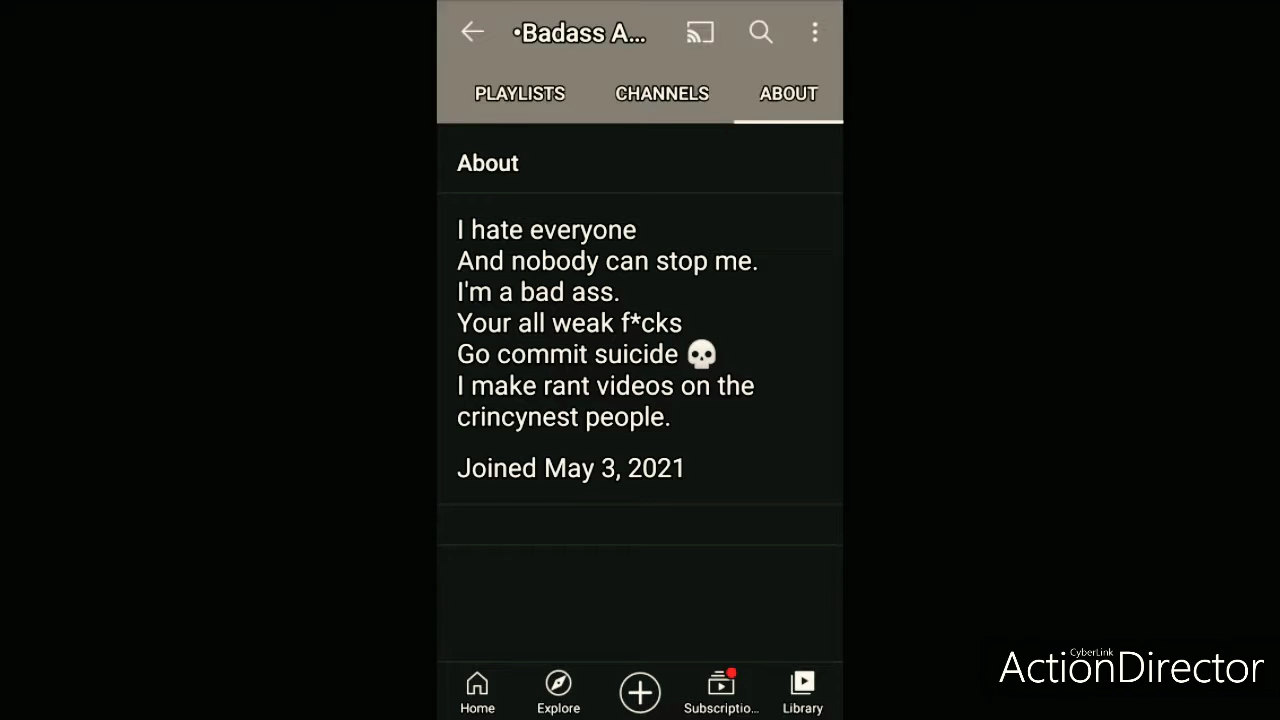 •Badass A...
PLAYLISTS CHANNELS ABOUT
About
I hate everyone
And nobody can stop me.
I'm a bad ass.
Your all weak f*cks
Go commit suicide 💀
I make rant videos on the
crincynest people.
Joined May 3, 2021
Home Explore Subscriptio... Library
CyberLink
ActionDirector